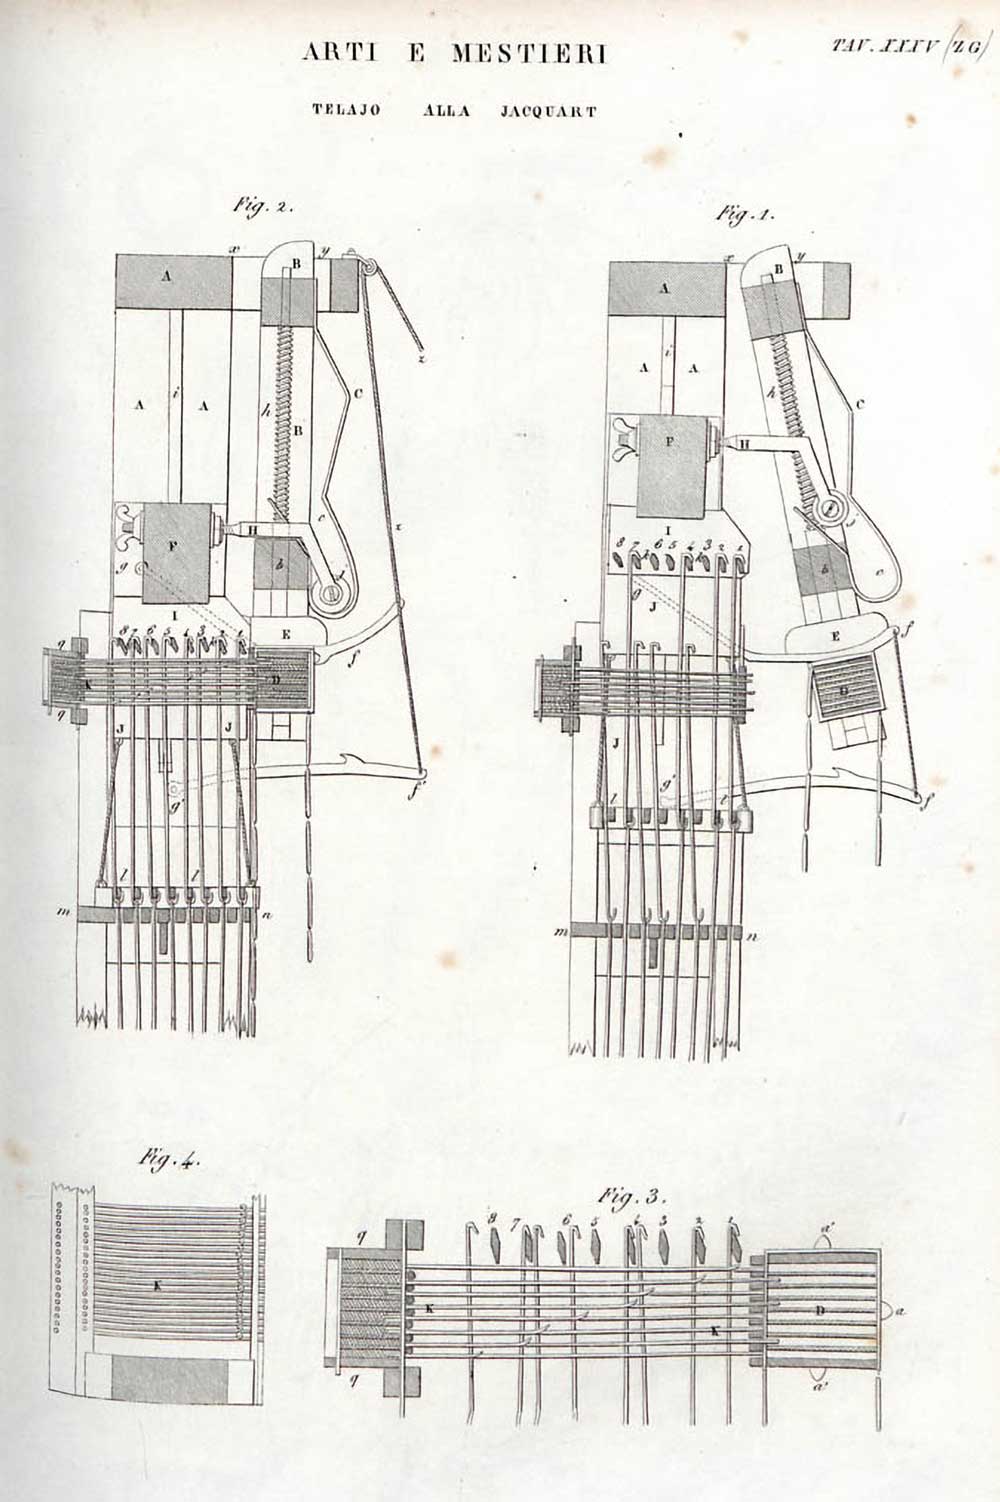 ARTI E MESTIERI
TAV. XXXV (ZG)
TELAJO ALLA JACQUART
Fig. 2.
Fig. 1.
x y
A B
z
A i A h B C
H c z
F b
g
I E
8 7 6 5 4 3 2 1
f
q K D
q
J J
g' f'
l l
m n
x y
A B
i
A A h C
F H
I
8 7 6 5 4 3 2 1
b c
g J E f
D
J g'
l l f
m n
Fig. 4.
K
Fig. 3.
q 8 7 6 5 4 3 2 1 a'
K K D a
q a'